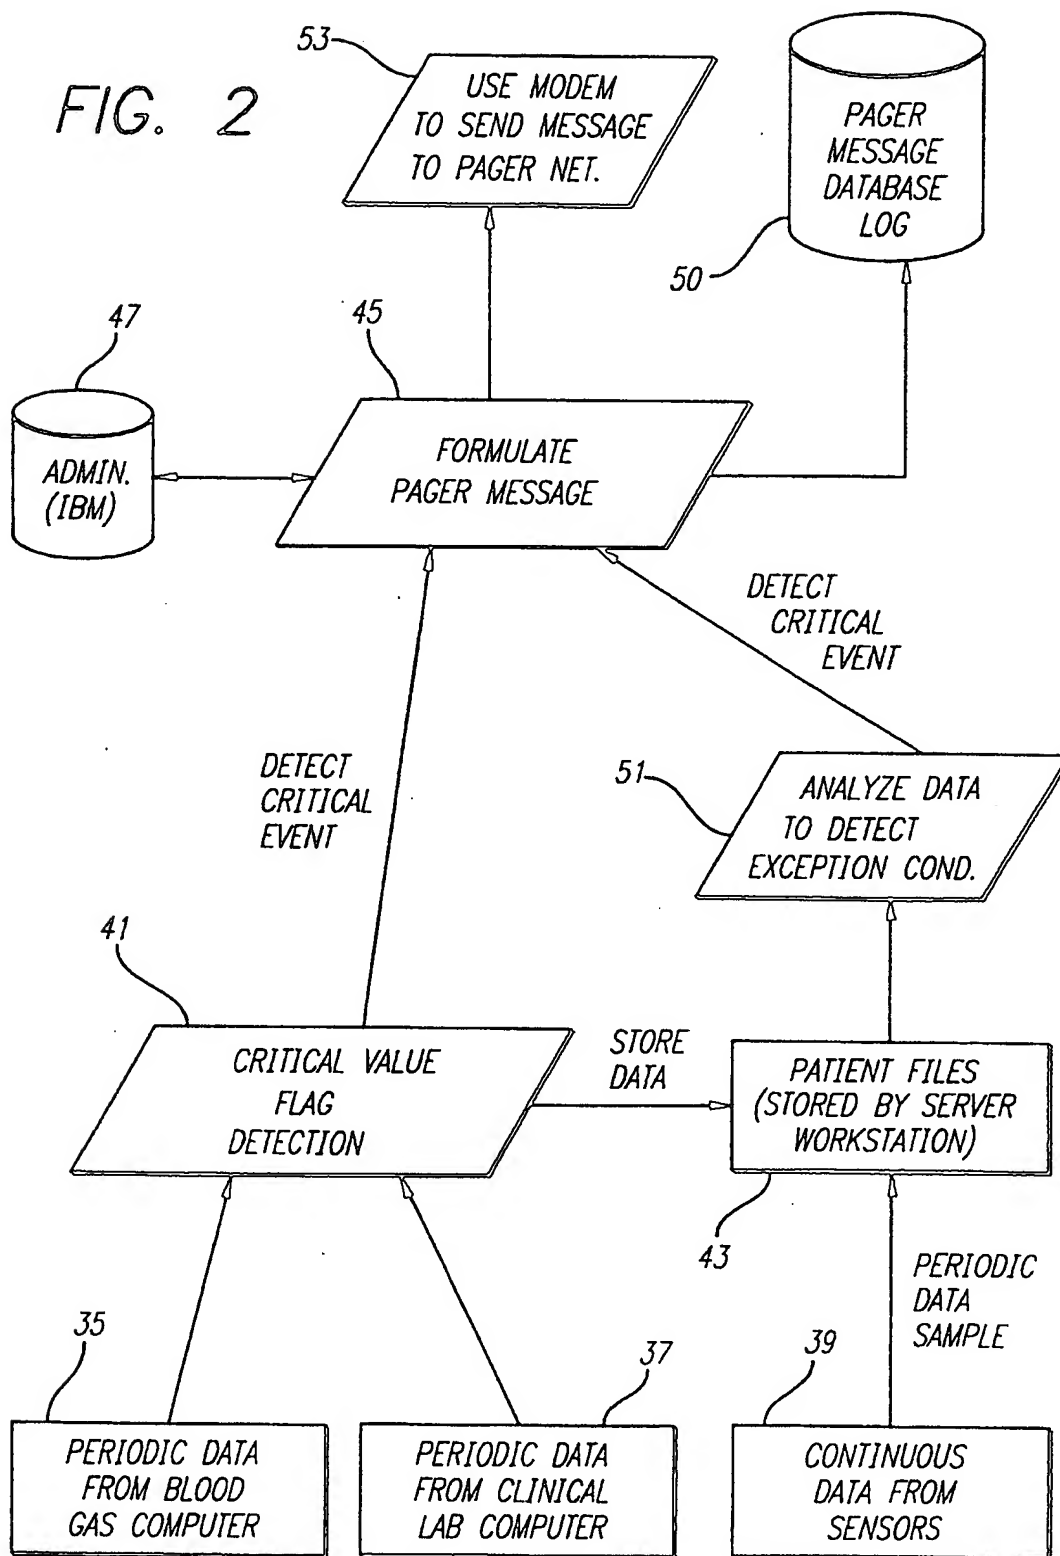 FIG. 2
53
USE MODEM
TO SEND MESSAGE
TO PAGER NET.
PAGER
MESSAGE
DATABASE
LOG
50
47
45
ADMIN.
(IBM)
FORMULATE
PAGER MESSAGE
DETECT
CRITICAL
EVENT
DETECT
CRITICAL
EVENT
51
ANALYZE DATA
TO DETECT
EXCEPTION COND.
41
CRITICAL VALUE
FLAG
DETECTION
STORE
DATA
PATIENT FILES
(STORED BY SERVER
WORKSTATION)
43
PERIODIC
DATA
SAMPLE
35
37
39
PERIODIC DATA
FROM BLOOD
GAS COMPUTER
PERIODIC DATA
FROM CLINICAL
LAB COMPUTER
CONTINUOUS
DATA FROM
SENSORS